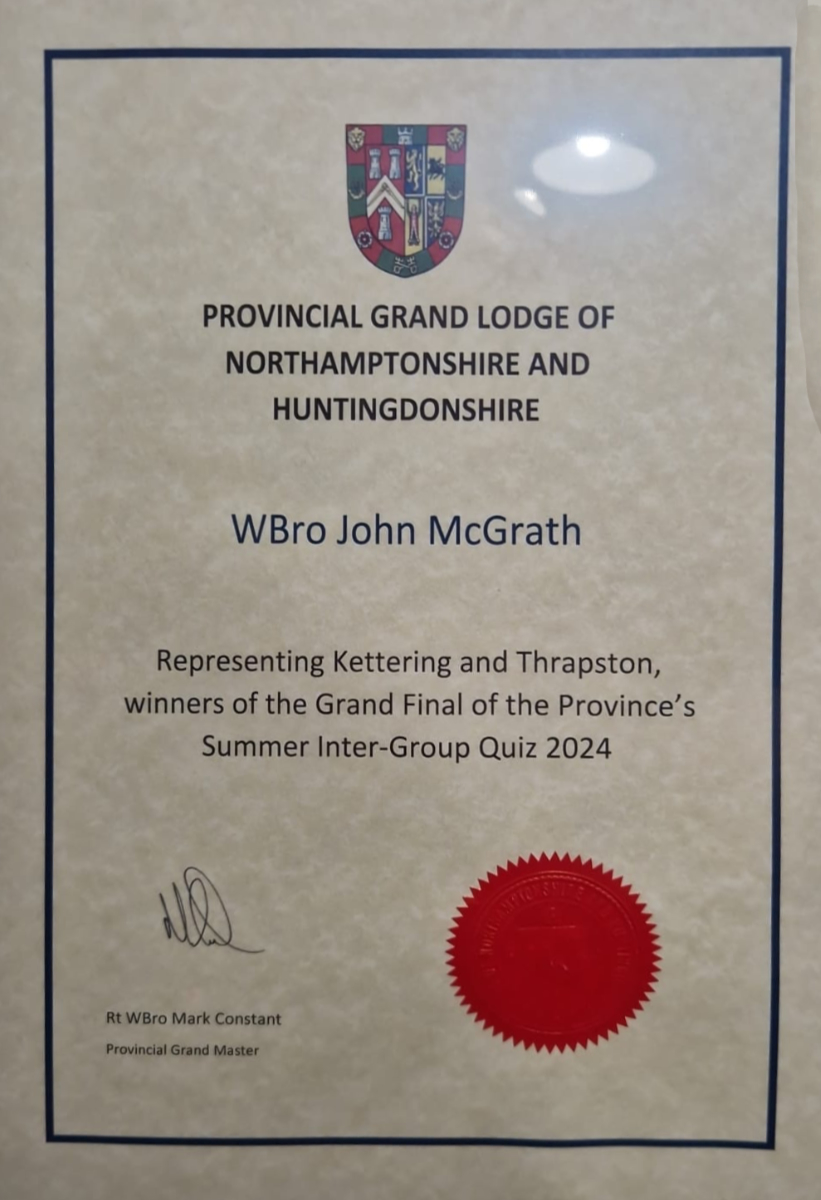 PROVINCIAL GRAND LODGE OF
NORTHAMPTONSHIRE AND
HUNTINGDONSHIRE
WBro John McGrath
Representing Kettering and Thrapston,
winners of the Grand Final of the Province's
Summer Inter-Group Quiz 2024
Rt WBro Mark Constant
Provincial Grand Master